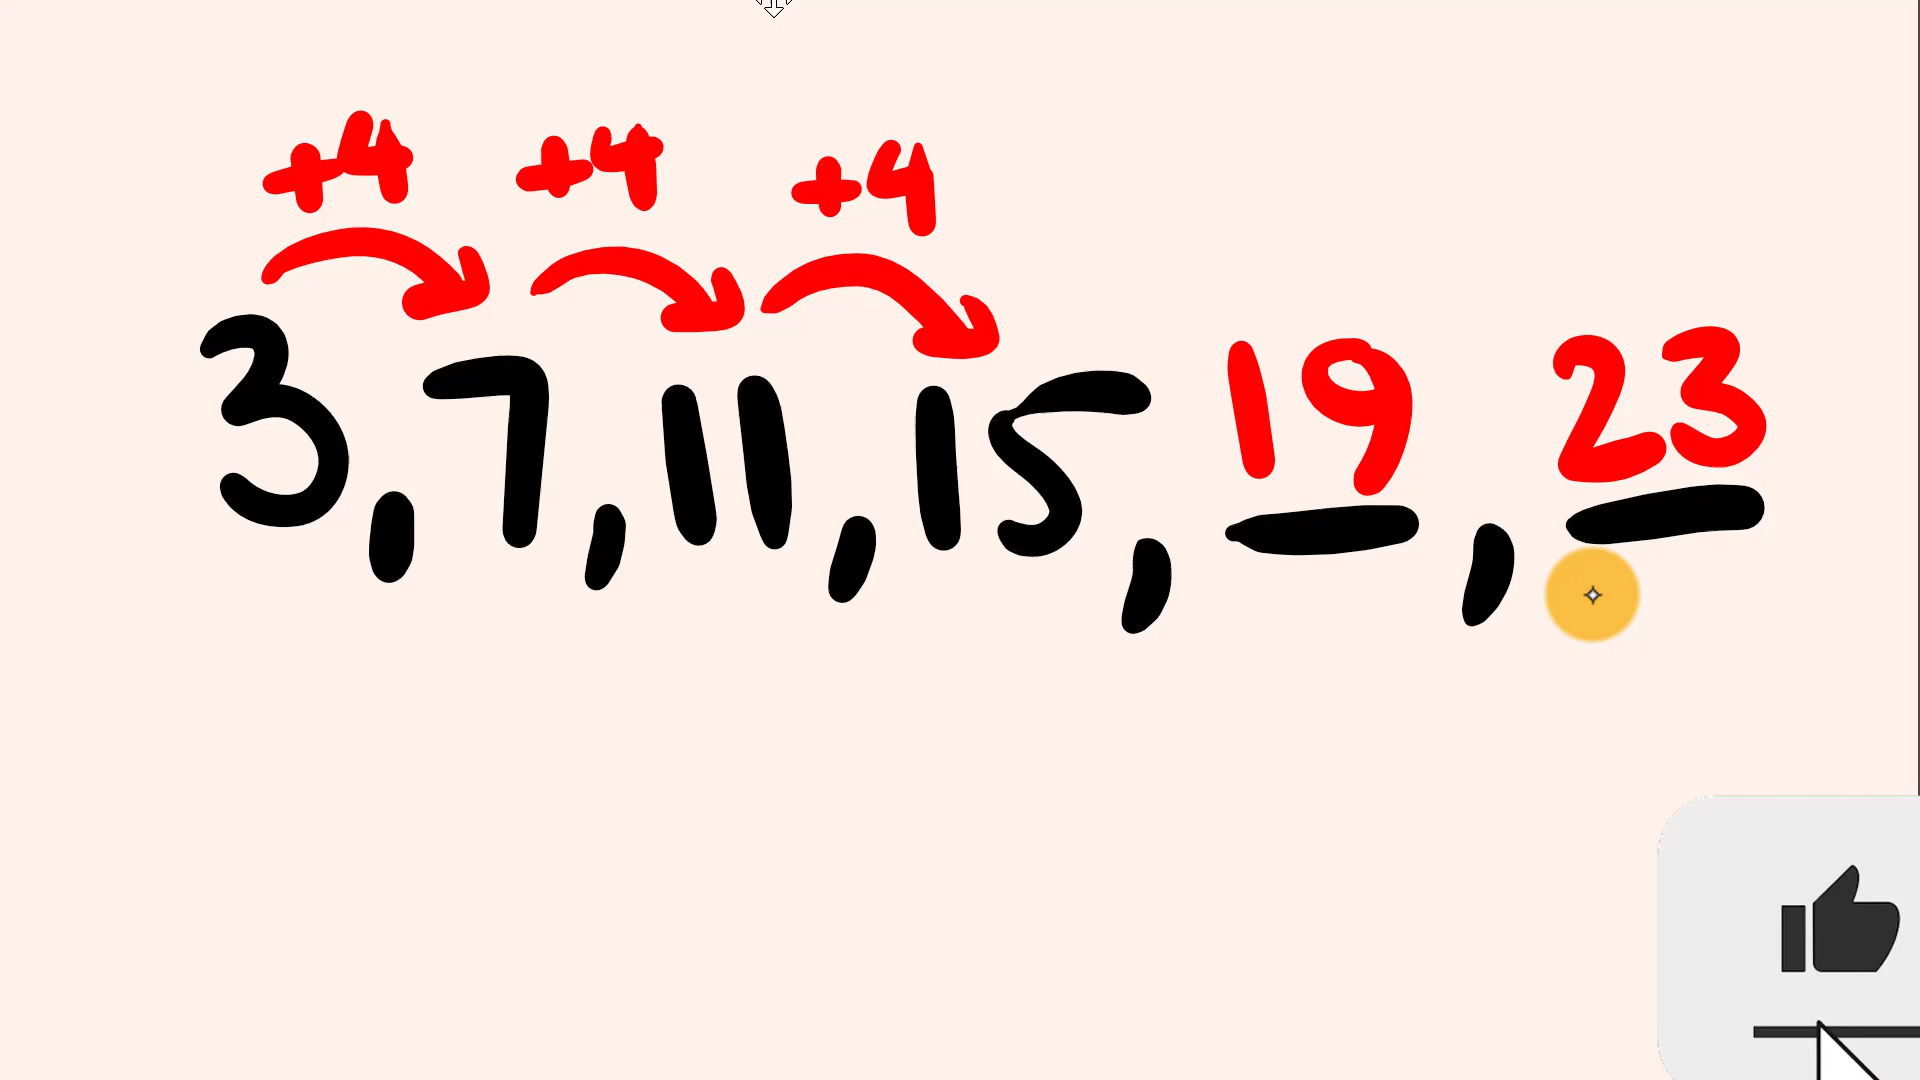 +4 +4 +4
3, 7, 11, 15, 19, 23